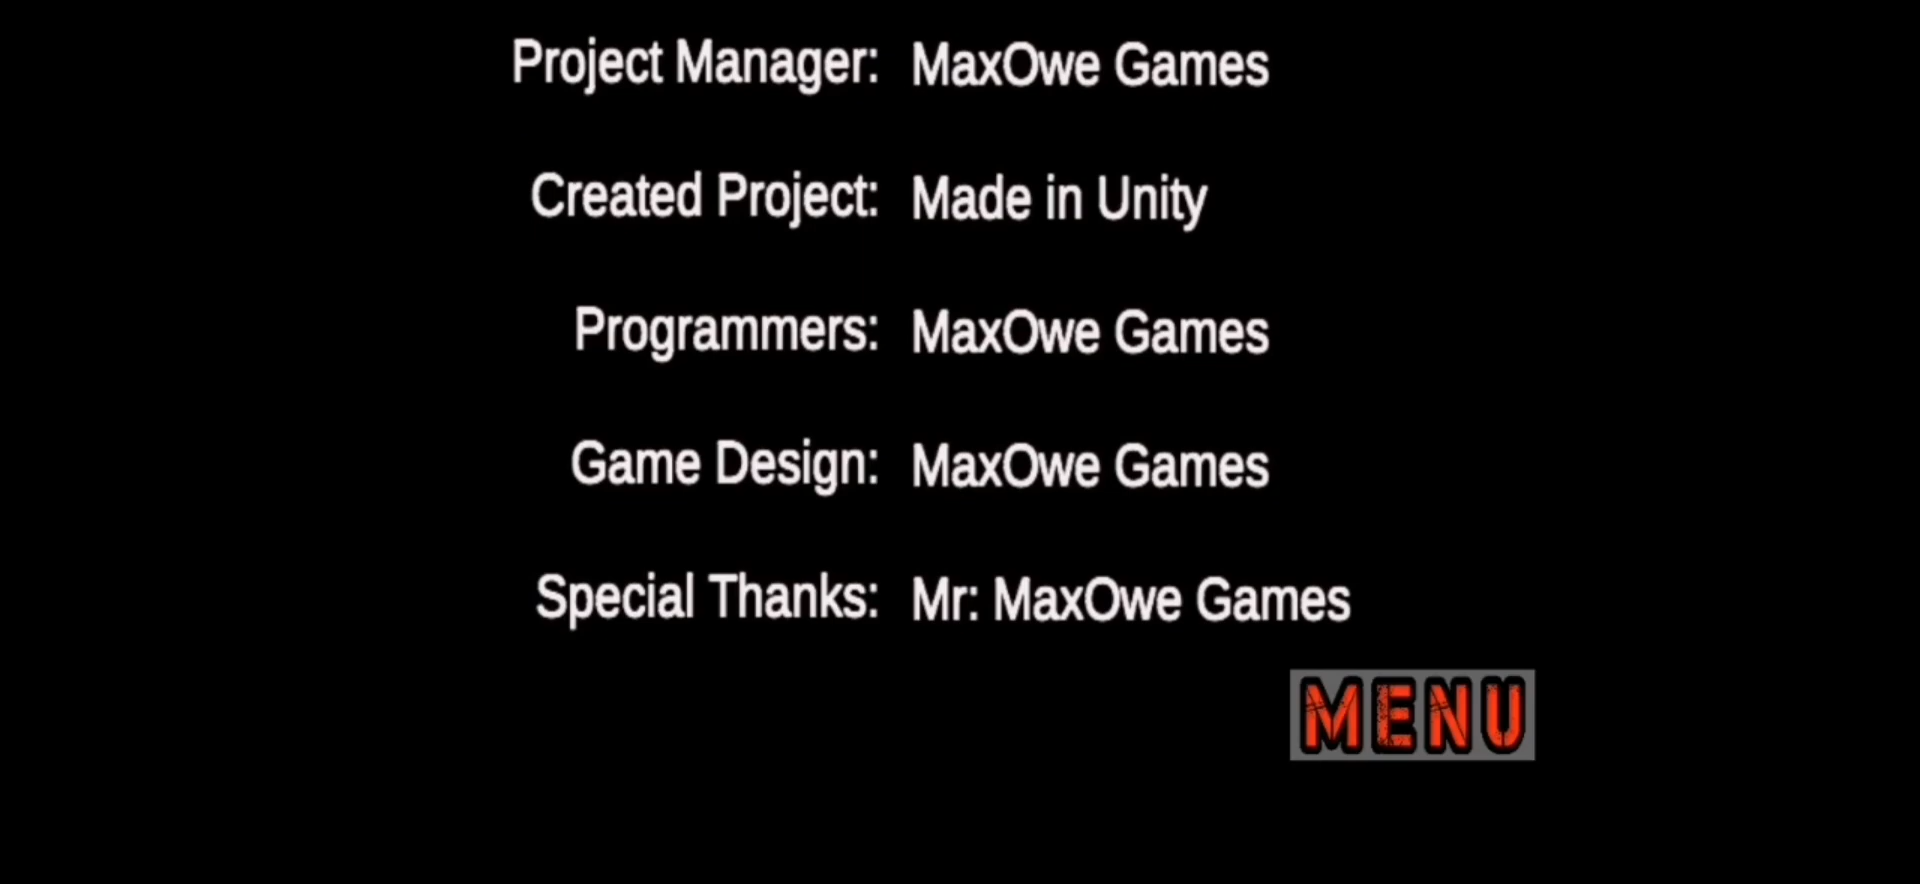 Project Manager: MaxOwe Games
Created Project: Made in Unity
Programmers: MaxOwe Games
Game Design: MaxOwe Games
Special Thanks: Mr: MaxOwe Games
MENU